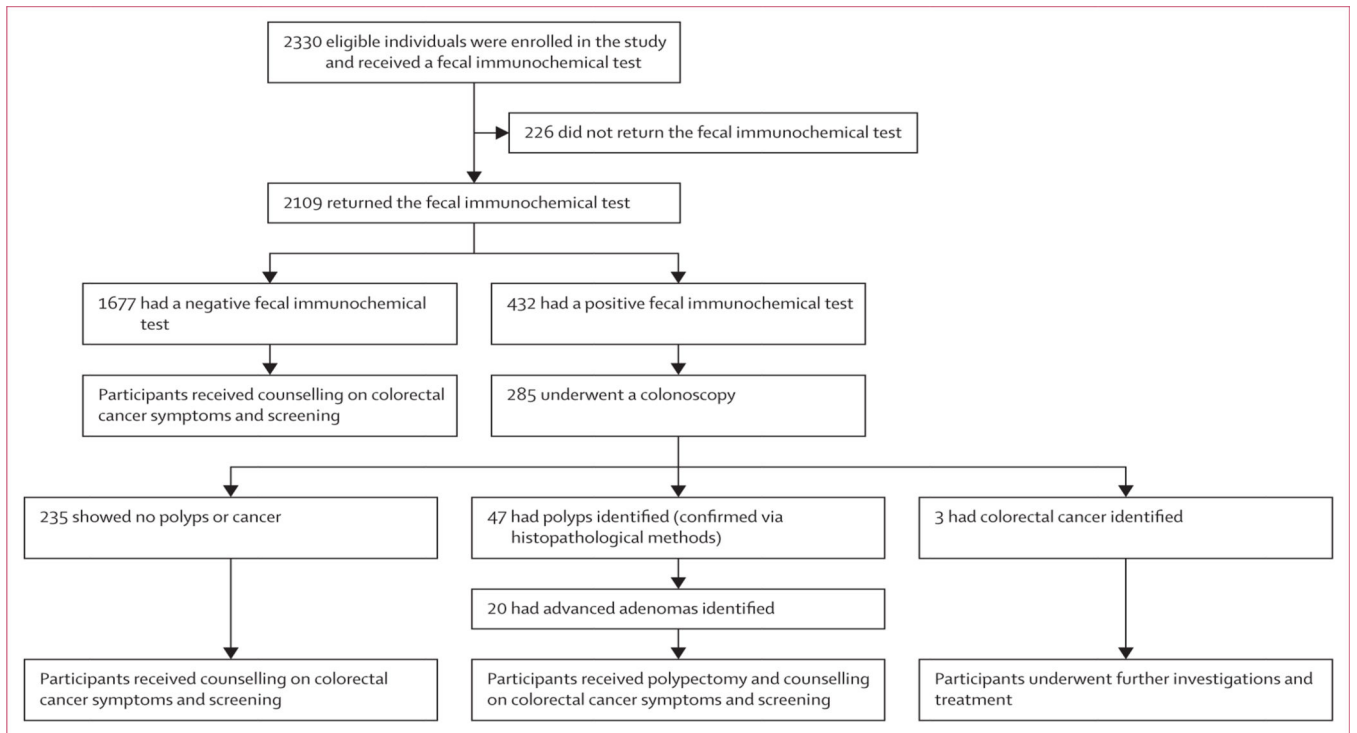 2330 eligible individuals were enrolled in the study
and received a fecal immunochemical test
226 did not return the fecal immunochemical test
2109 returned the fecal immunochemical test
1677 had a negative fecal immunochemical
test
432 had a positive fecal immunochemical test
Participants received counselling on colorectal
cancer symptoms and screening
285 underwent a colonoscopy
235 showed no polyps or cancer
47 had polyps identified (confirmed via
histopathological methods)
3 had colorectal cancer identified
20 had advanced adenomas identified
Participants received counselling on colorectal
cancer symptoms and screening
Participants received polypectomy and counselling
on colorectal cancer symptoms and screening
Participants underwent further investigations and
treatment